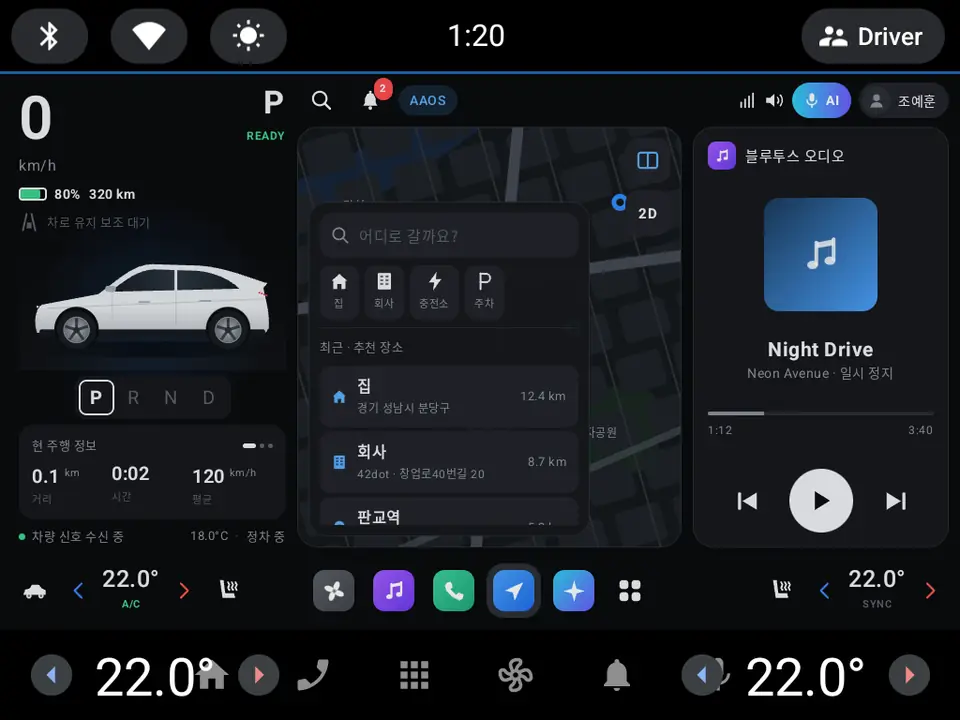 1:20
Driver
0
P
km/h
READY
80% 320 km
차로 유지 보조 대기
P R N D
현 주행 정보
0.1 km
거리
0:02
시간
120 km/h
평균
차량 신호 수신 중
18.0°C · 정차 중
2
AAOS
AI
조예훈
2D
어디로 갈까요?
집
회사
충전소
주차
최근 · 추천 장소
집
경기 성남시 분당구
12.4 km
회사
42dot · 창업로40번길 20
8.7 km
판교역
블루투스 오디오
Night Drive
Neon Avenue · 일시 정지
1:12
3:40
22.0°
A/C
22.0°
SYNC
22.0°
22.0°